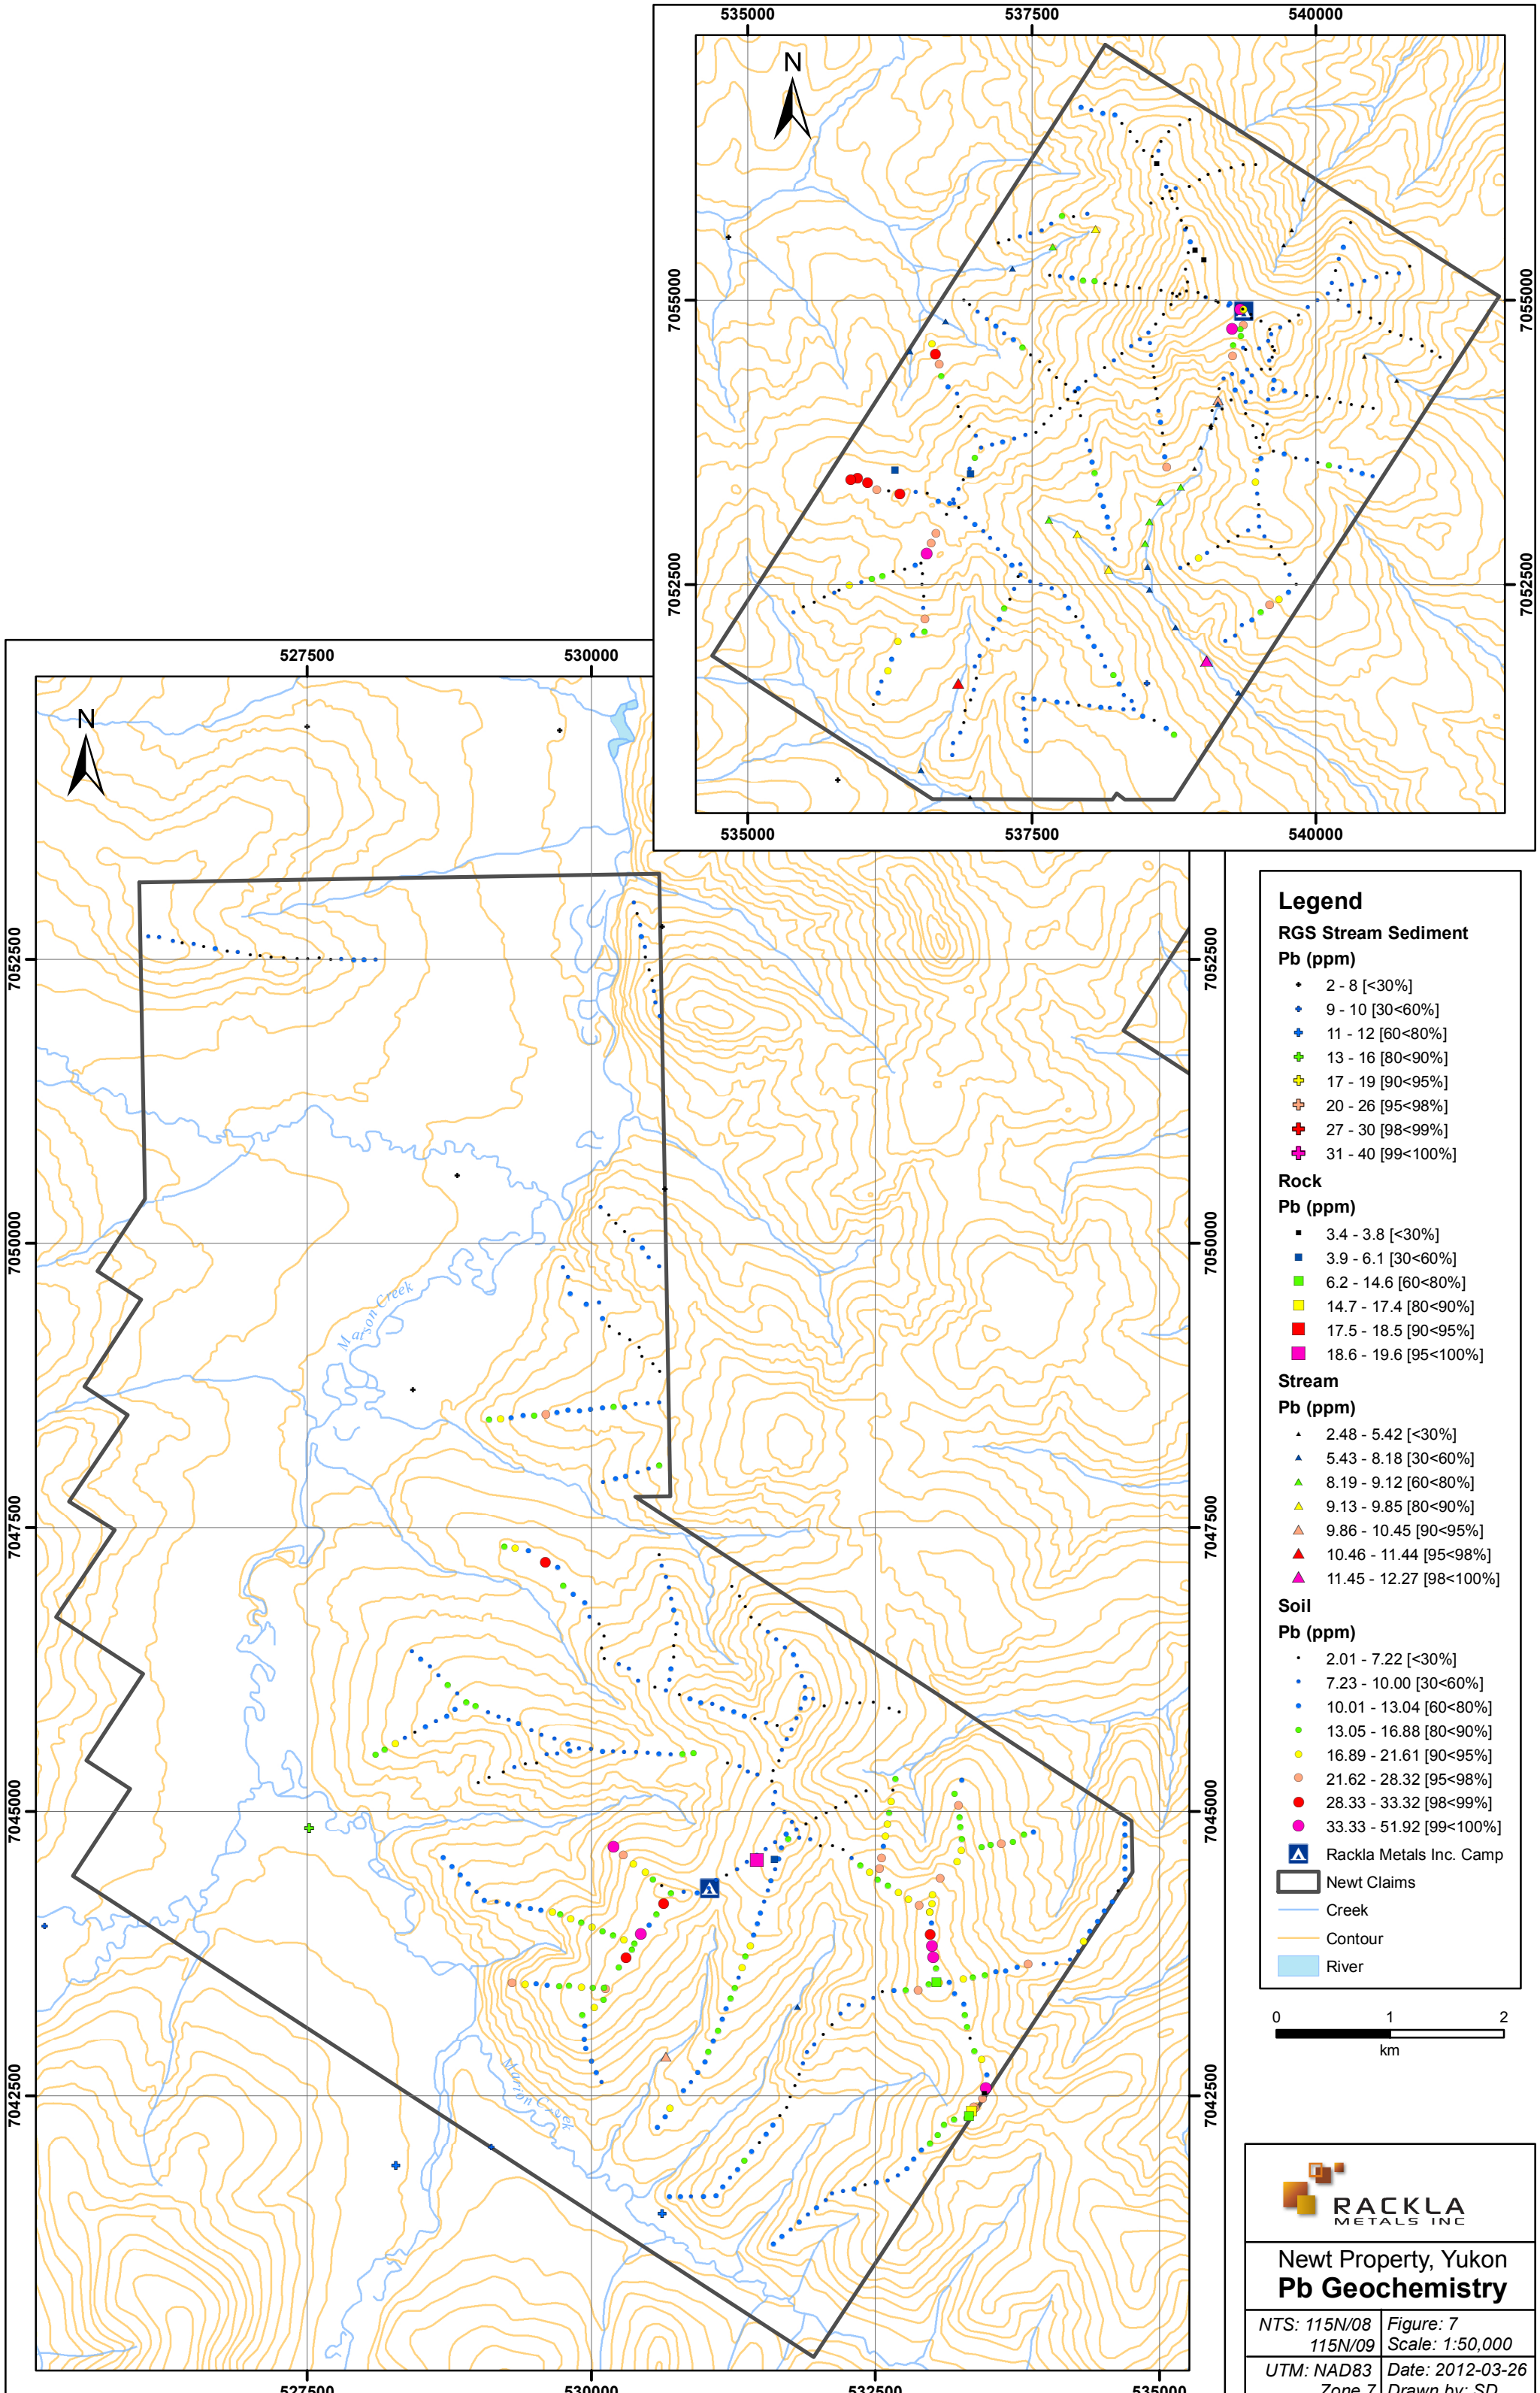 535000
537500
540000
N
7055000
7055000
7052500
7052500
535000
537500
540000
527500
530000
N
7052500
7052500
7050000
7050000
Marion Creek
7047500
7047500
7045000
7045000
Marion Creek
7042500
7042500
527500
530000
532500
535000
Legend
RGS Stream Sediment
Pb (ppm)
2 - 8 [<30%]
9 - 10 [30<60%]
11 - 12 [60<80%]
13 - 16 [80<90%]
17 - 19 [90<95%]
20 - 26 [95<98%]
27 - 30 [98<99%]
31 - 40 [99<100%]
Rock
Pb (ppm)
3.4 - 3.8 [<30%]
3.9 - 6.1 [30<60%]
6.2 - 14.6 [60<80%]
14.7 - 17.4 [80<90%]
17.5 - 18.5 [90<95%]
18.6 - 19.6 [95<100%]
Stream
Pb (ppm)
2.48 - 5.42 [<30%]
5.43 - 8.18 [30<60%]
8.19 - 9.12 [60<80%]
9.13 - 9.85 [80<90%]
9.86 - 10.45 [90<95%]
10.46 - 11.44 [95<98%]
11.45 - 12.27 [98<100%]
Soil
Pb (ppm)
2.01 - 7.22 [<30%]
7.23 - 10.00 [30<60%]
10.01 - 13.04 [60<80%]
13.05 - 16.88 [80<90%]
16.89 - 21.61 [90<95%]
21.62 - 28.32 [95<98%]
28.33 - 33.32 [98<99%]
33.33 - 51.92 [99<100%]
Rackla Metals Inc. Camp
Newt Claims
Creek
Contour
River
0 1 2
km
RACKLA
METALS INC
Newt Property, Yukon
Pb Geochemistry
NTS: 115N/08
115N/09
Figure: 7
Scale: 1:50,000
UTM: NAD83
Zone 7
Date: 2012-03-26
Drawn by: SD